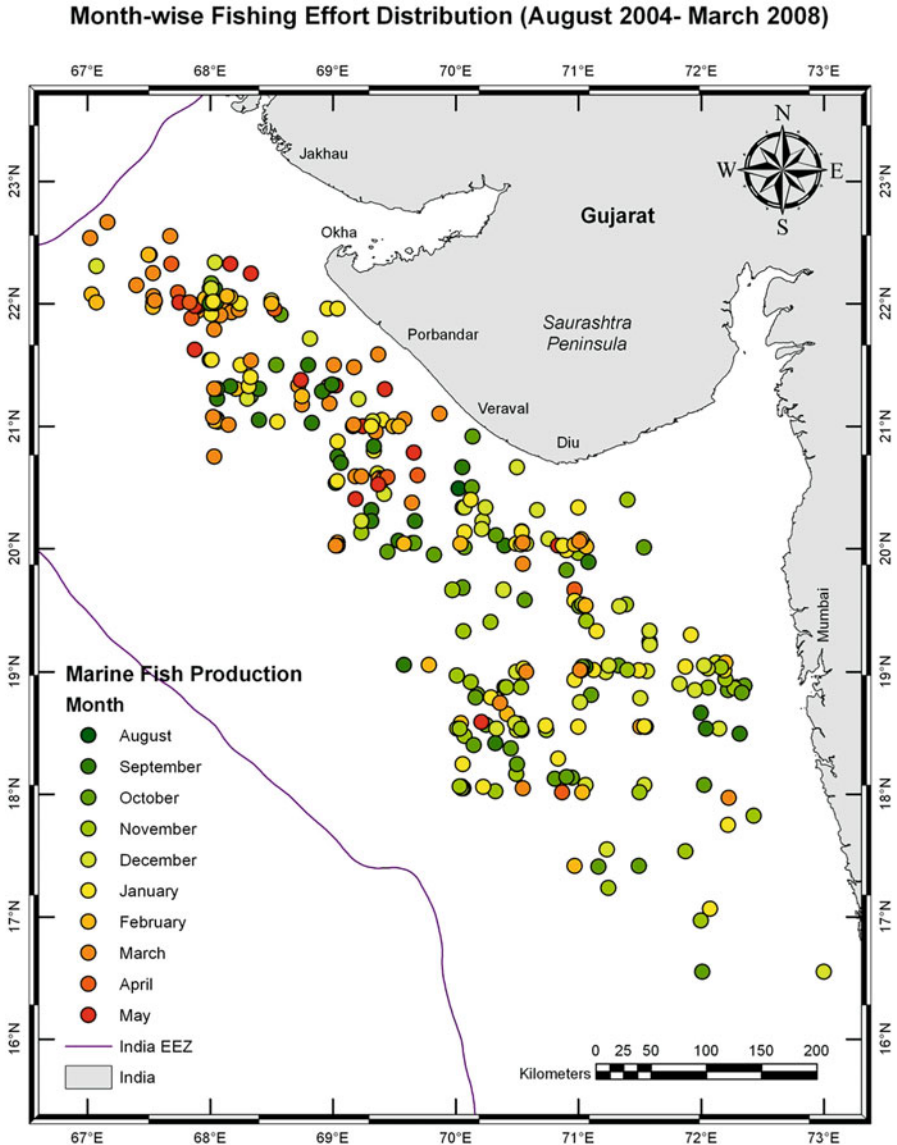 Month-wise Fishing Effort Distribution (August 2004- March 2008)
67°E 68°E 69°E 70°E 71°E 72°E 73°E
N
W E
S
23°N 23°N
Jakhau
Gujarat
Okha
22°N 22°N
Saurashtra
Peninsula
Porbandar
Veraval
21°N 21°N
Diu
20°N 20°N
Mumbai
19°N 19°N
Marine Fish Production
Month
August
September
October
18°N 18°N
November
December
January
February
17°N 17°N
March
April
May
16°N 16°N
India EEZ
India
0 25 50 100 150 200
Kilometers
67°E 68°E 69°E 70°E 71°E 72°E 73°E